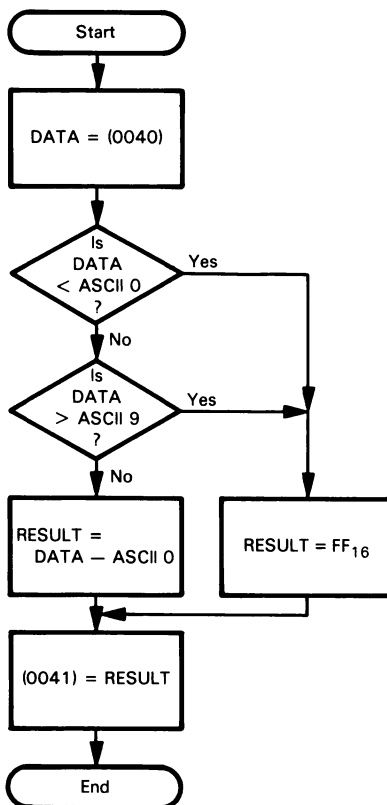 Start
DATA = (0040)
Is
DATA
< ASCII 0
?
Yes
No
Is
DATA
> ASCII 9
?
Yes
No
RESULT =
DATA – ASCII 0
RESULT = FF₁₆
(0041) = RESULT
End